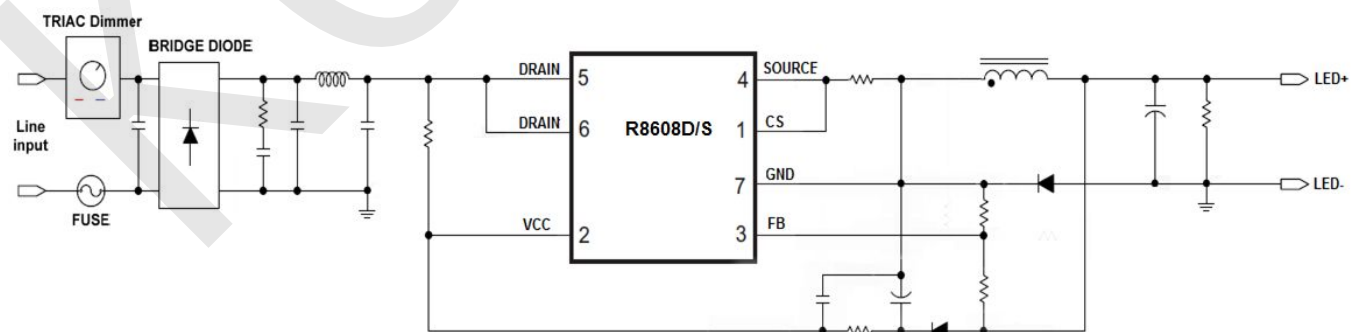 TRIAC Dimmer
BRIDGE DIODE
Line
input
FUSE
DRAIN
5
DRAIN
6
VCC
2
R8608D/S
4
SOURCE
1
CS
7
GND
3
FB
LED+
LED-